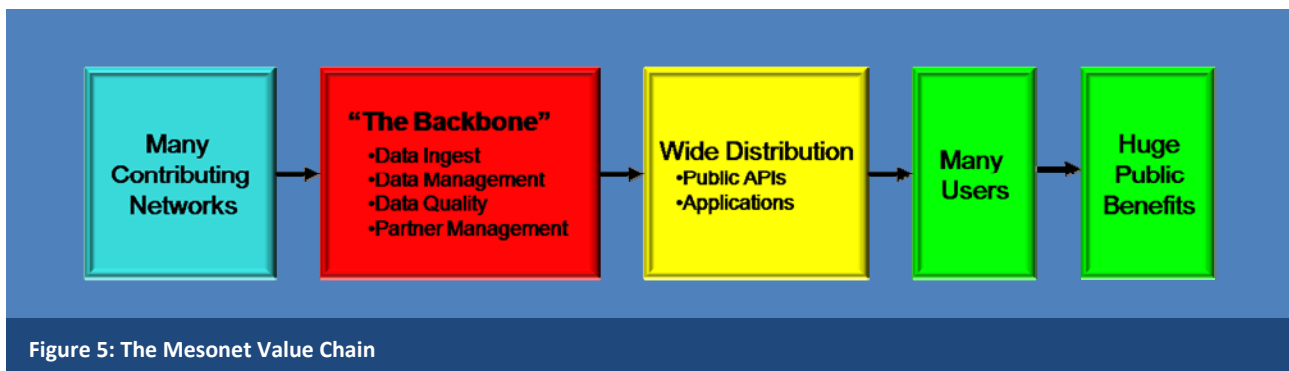 Many
Contributing
Networks
“The Backbone”
•Data Ingest
•Data Management
•Data Quality
•Partner Management
Wide Distribution
•Public APIs
•Applications
Many
Users
Huge
Public
Benefits
Figure 5: The Mesonet Value Chain